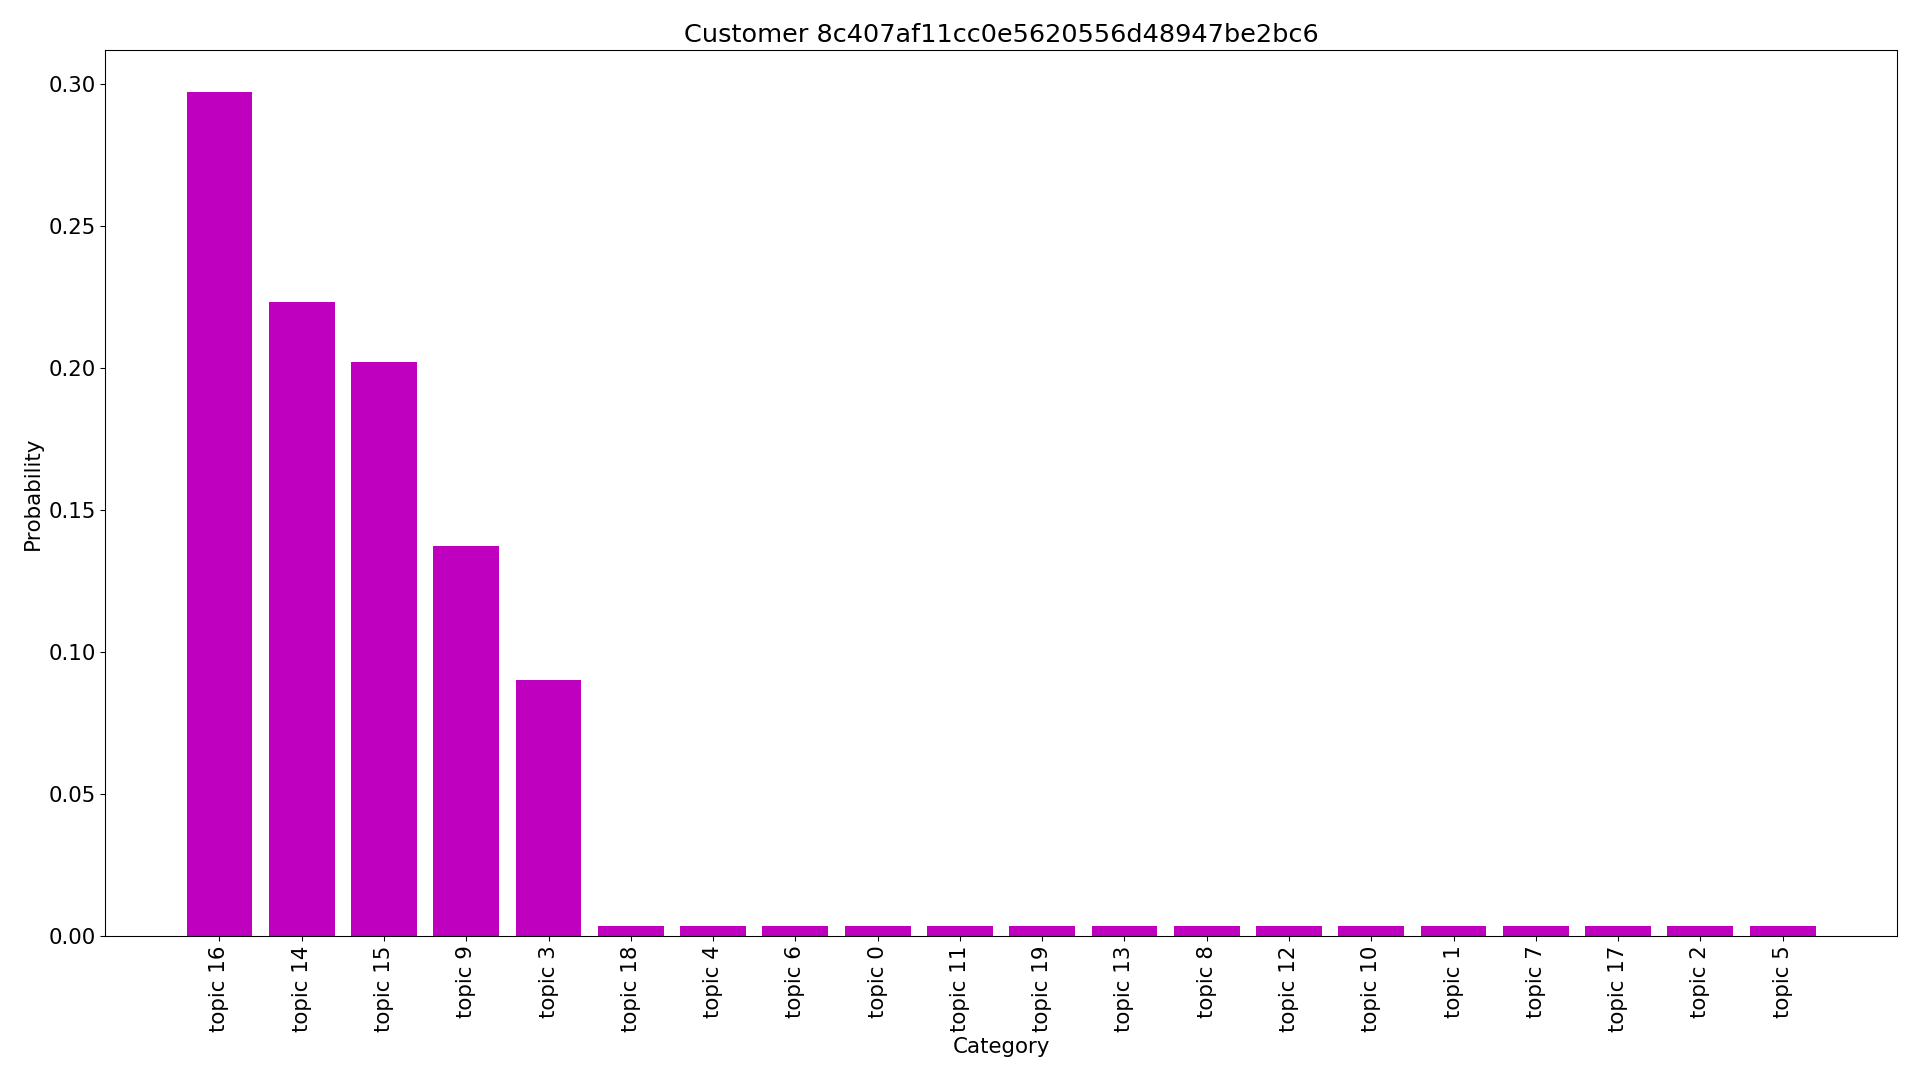 Customer 8c407af11cc0e5620556d48947be2bc6
Probability
0.30
0.25
0.20
0.15
0.10
0.05
0.00
topic 16
topic 14
topic 15
topic 9
topic 3
topic 18
topic 4
topic 6
topic 0
topic 11
topic 19
topic 13
topic 8
topic 12
topic 10
topic 1
topic 7
topic 17
topic 2
topic 5
Category